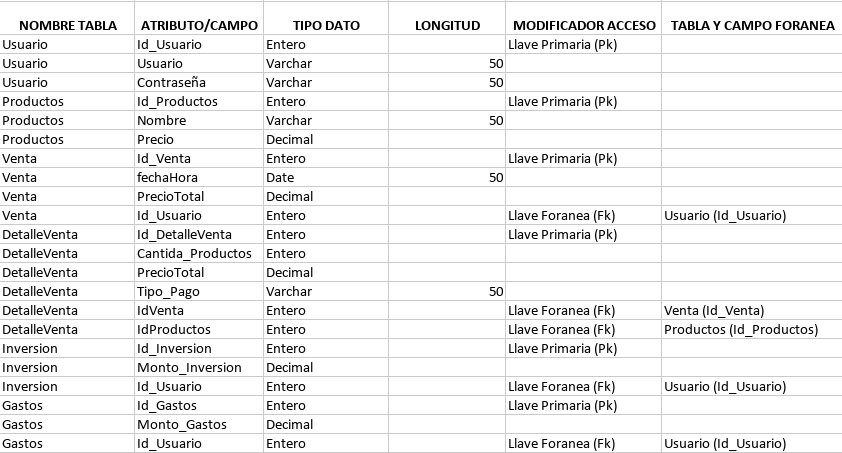 NOMBRE TABLA ATRIBUTO/CAMPO TIPO DATO LONGITUD MODIFICADOR ACCESO TABLA Y CAMPO FORANEA
Usuario Id_Usuario Entero Llave Primaria (Pk)
Usuario Usuario Varchar 50
Usuario Contraseña Varchar 50
Productos Id_Productos Entero Llave Primaria (Pk)
Productos Nombre Varchar 50
Productos Precio Decimal
Venta Id_Venta Entero Llave Primaria (Pk)
Venta fechaHora Date 50
Venta PrecioTotal Decimal
Venta Id_Usuario Entero Llave Foranea (Fk) Usuario (Id_Usuario)
DetalleVenta Id_DetalleVenta Entero Llave Primaria (Pk)
DetalleVenta Cantida_Productos Entero
DetalleVenta PrecioTotal Decimal
DetalleVenta Tipo_Pago Varchar 50
DetalleVenta IdVenta Entero Llave Foranea (Fk) Venta (Id_Venta)
DetalleVenta IdProductos Entero Llave Foranea (Fk) Productos (Id_Productos)
Inversion Id_Inversion Entero Llave Primaria (Pk)
Inversion Monto_Inversion Decimal
Inversion Id_Usuario Entero Llave Foranea (Fk) Usuario (Id_Usuario)
Gastos Id_Gastos Entero Llave Primaria (Pk)
Gastos Monto_Gastos Decimal
Gastos Id_Usuario Entero Llave Foranea (Fk) Usuario (Id_Usuario)